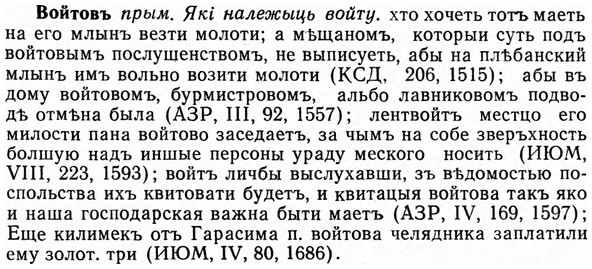 Войтовъ прым. Які належыць войту. хто хочеть тотъ маеть
на его млынъ везти молоти; а мѣщаномъ, которыи суть подъ
войтовымъ послушенствомъ, не выписуеть, абы на плѣбанский
млынъ имъ вольно возити молоти (КСД, 206, 1515); абы въ
дому войтовомъ, бурмистровомъ, альбо лавниковомъ подво-
дѣ отмѣна была (АЗР, III, 92, 1557); лентвойтъ местцо его
милости пана войтово заседаетъ, за чымъ на собе зверъхность
болшую надъ иншые персоны ураду меского носить (ИЮМ,
VIII, 223, 1593); войтъ личбы выслухавши, зъ вѣдомостью по-
спольства ихъ квитовати будетъ, и квитацыя войтова такъ яко
и наша господарская важна быти маетъ (АЗР, IV, 169, 1597);
Еще килимекъ отъ Гарасима п. войтова челядника заплатили
ему золот. три (ИЮМ, IV, 80, 1686).